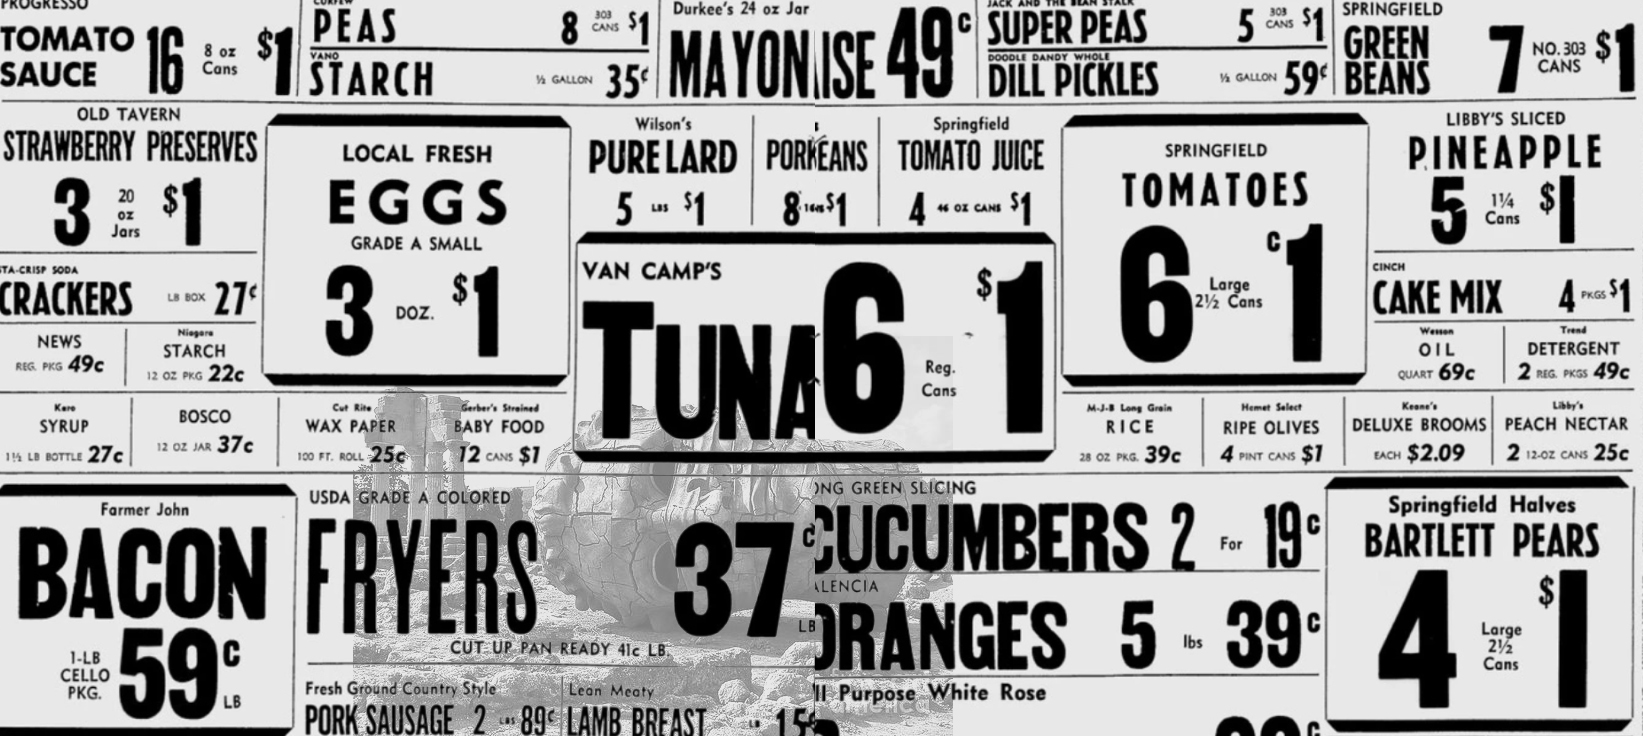 PROGRESSO
TOMATO SAUCE 16 8 oz Cans $1
PEAS 8 303 CANS $1
VANO
STARCH ½ GALLON 35¢
Durkee's 24 oz Jar
MAYON ISE 49c
JACK AND THE BEAN STALK
SUPER PEAS 5 303 CANS $1
DOODLE DANDY WHOLE
DILL PICKLES ½ GALLON 59¢
SPRINGFIELD
GREEN BEANS 7 NO. 303 CANS $1
OLD TAVERN
STRAWBERRY PRESERVES
3 20 oz Jars $1
LOCAL FRESH
EGGS
GRADE A SMALL
3 DOZ. $1
Wilson's
PURE LARD
5 LBS $1
PORK EANS
8 $1
Springfield
TOMATO JUICE
4 46 OZ CANS $1
SPRINGFIELD
TOMATOES
6 Large 2½ Cans c1
LIBBY'S SLICED
PINEAPPLE
5 1¼ Cans $1
TA-CRISP SODA
CRACKERS LB BOX 27¢
VAN CAMP'S
TUNA 6 Reg. Cans $1
CINCH
CAKE MIX 4 PKGS $1
NEWS
REG. PKG 49c
Niagara
STARCH
12 OZ PKG 22c
Wesson
OIL
QUART 69c
Trend
DETERGENT
2 REG. PKGS 49c
Karo
SYRUP
1½ LB BOTTLE 27c
BOSCO
12 OZ JAR 37c
Cut Rite
WAX PAPER
100 FT. ROLL 25c
Gerber's Strained
BABY FOOD
12 CANS $1
M-J-B Long Grain
RICE
28 OZ PKG. 39c
Hemet Select
RIPE OLIVES
4 PINT CANS $1
Keane's
DELUXE BROOMS
EACH $2.09
Libby's
PEACH NECTAR
2 12-OZ CANS 25c
Farmer John
BACON
1-LB CELLO PKG. 59c LB
USDA GRADE A COLORED
FRYERS 37c LB
CUT UP PAN READY 41c LB.
ONG GREEN SLICING
CUCUMBERS 2 For 19c
ALENCIA
ORANGES 5 lbs 39c
Springfield Halves
BARTLETT PEARS
4 Large 2½ Cans $1
Fresh Ground Country Style
PORK SAUSAGE 2 LBS 89¢
Lean Meaty
LAMB BREAST LB 15¢
ll Purpose White Rose
america